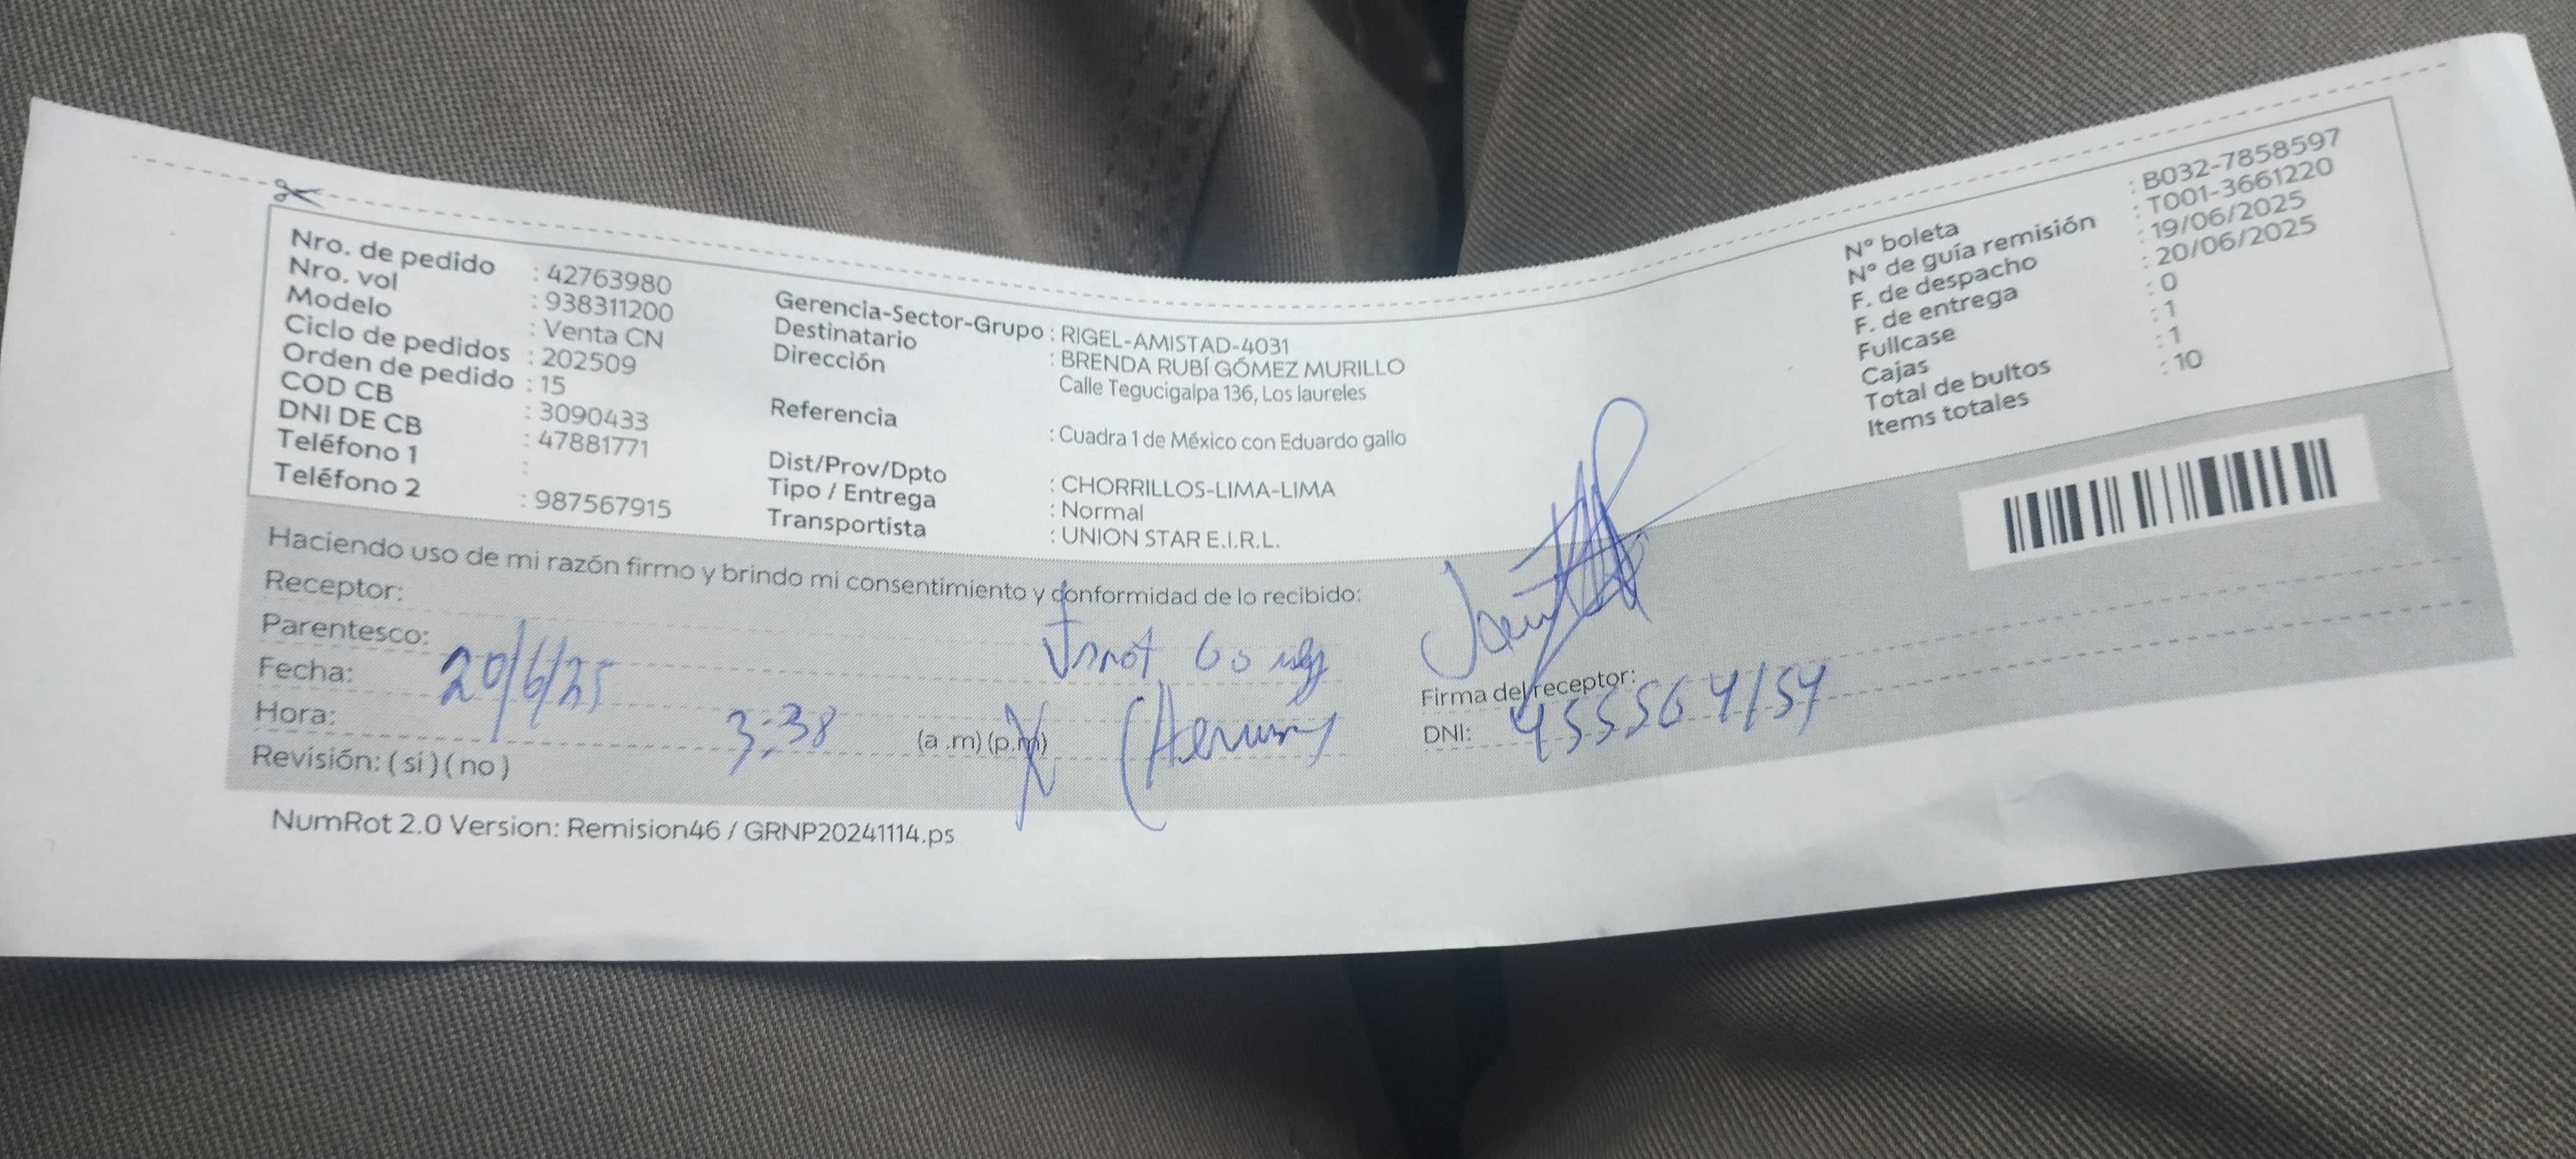 Nro. de pedido : 42763980
Nro. vol : 938311200
Modelo : Venta CN
Ciclo de pedidos : 202509
Orden de pedido : 15
COD CB : 3090433
DNI DE CB : 47881771
Teléfono 1 :
Teléfono 2 : 987567915
Gerencia-Sector-Grupo : RIGEL-AMISTAD-4031
Destinatario : BRENDA RUBÍ GÓMEZ MURILLO
Dirección Calle Tegucigalpa 136, Los laureles
Referencia : Cuadra 1 de México con Eduardo gallo
Dist/Prov/Dpto : CHORRILLOS-LIMA-LIMA
Tipo / Entrega : Normal
Transportista : UNION STAR E.I.R.L.
N° boleta : B032-7858597
N° de guía remisión : T001-3661220
F. de despacho : 19/06/2025
F. de entrega : 20/06/2025
Fullcase : 0
Cajas : 1
Total de bultos : 1
Items totales : 10
Haciendo uso de mi razón firmo y brindo mi consentimiento y conformidad de lo recibido:
Receptor:
Parentesco:
Fecha: 20/6/25
Hora: 3:38 (a .m) (p.m)
Revisión: ( si ) ( no )
Firma del receptor:
DNI:
NumRot 2.0 Version: Remision46 / GRNP20241114.ps